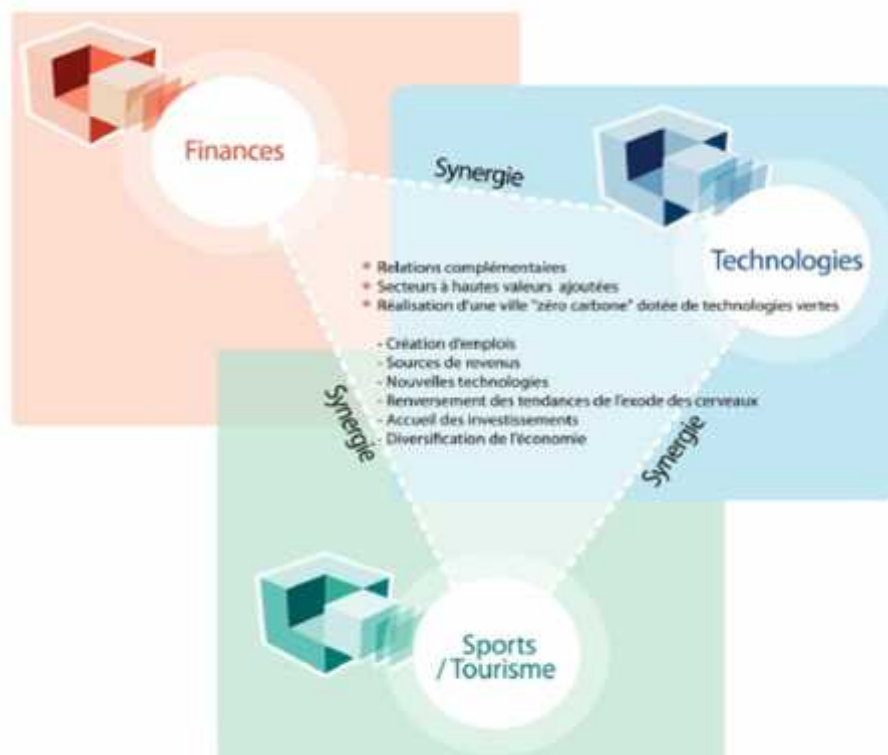 Finances
Synergie
Technologies
* Relations complémentaires
* Secteurs à hautes valeurs ajoutées
* Réalisation d'une ville "zéro carbone" dotée de technologies vertes
- Création d'emplois
- Sources de revenus
- Nouvelles technologies
- Renversement des tendances de l'exode des cerveaux
- Accueil des investissements
- Diversification de l'économie
Synergie
Synergie
Sports
/ Tourisme